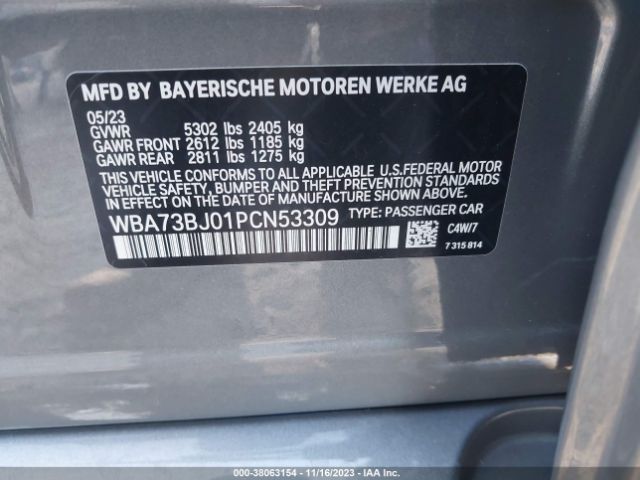 MFD BY BAYERISCHE MOTOREN WERKE AG
05/23
GVWR 5302 lbs 2405 kg
GAWR FRONT 2612 lbs 1185 kg
GAWR REAR 2811 lbs 1275 kg
THIS VEHICLE CONFORMS TO ALL APPLICABLE U.S.FEDERAL MOTOR
VEHICLE SAFETY, BUMPER AND THEFT PREVENTION STANDARDS
IN EFFECT ON THE DATE OF MANUFACTURE SHOWN ABOVE.
WBA73BJ01PCN53309 TYPE: PASSENGER CAR
C4W/7
7 315 814
000-38063154 - 11/16/2023 - IAA Inc.